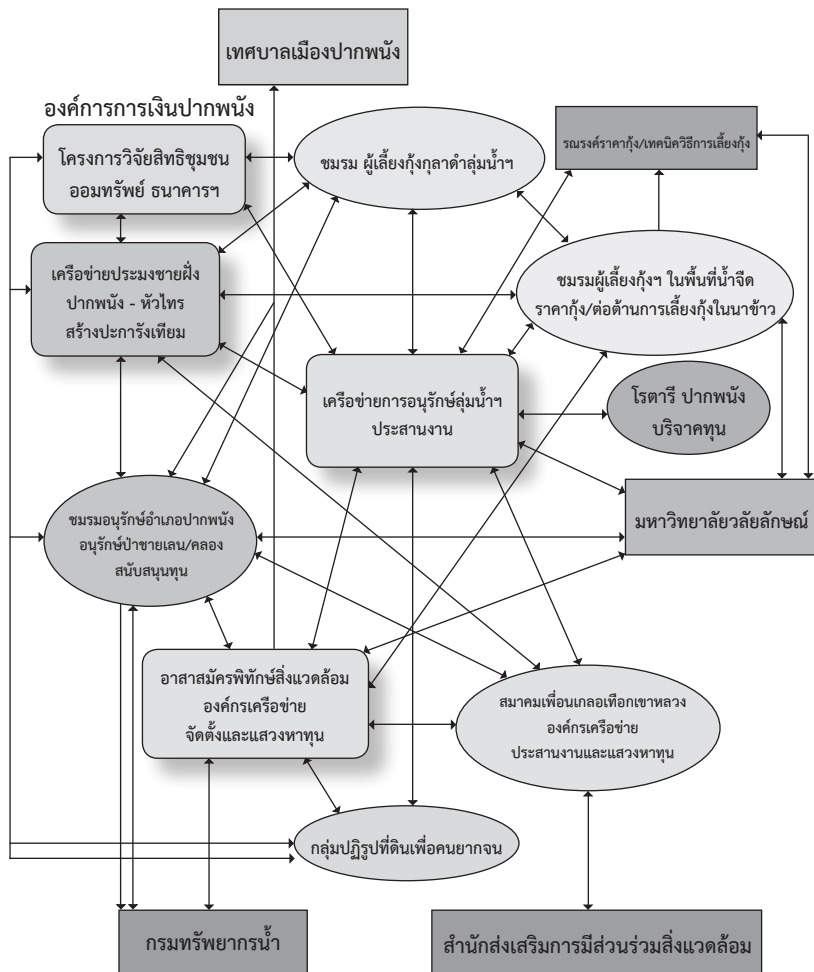 เทศบาลเมืองปากพนัง
องค์การการเงินปากพนัง
โครงการวิจัยสิทธิชุมชน
ออมทรัพย์ ธนาคารฯ
ชมรม ผู้เลี้ยงกุ้งกุลาดำลุ่มน้ำฯ
รณรงค์ราคากุ้ง/เทคนิควิธีการเลี้ยงกุ้ง
เครือข่ายประมงชายฝั่ง
ปากพนัง - หัวไทร
สร้างปะการังเทียม
ชมรมผู้เลี้ยงกุ้งฯ ในพื้นที่น้ำจืด
ราคากุ้ง/ต่อต้านการเลี้ยงกุ้งในนาข้าว
เครือข่ายการอนุรักษ์ลุ่มน้ำฯ
ประสานงาน
โรตารี ปากพนัง
บริจาคทุน
ชมรมอนุรักษ์อำเภอปากพนัง
อนุรักษ์ป่าชายเลน/คลอง
สนับสนุนทุน
มหาวิทยาลัยวลัยลักษณ์
อาสาสมัครพิทักษ์สิ่งแวดล้อม
องค์กรเครือข่าย
จัดตั้งและแสวงหาทุน
สมาคมเพื่อนเกลอเทือกเขาหลวง
องค์กรเครือข่าย
ประสานงานและแสวงหาทุน
กลุ่มปฏิรูปที่ดินเพื่อคนยากจน
กรมทรัพยากรน้ำ
สำนักส่งเสริมการมีส่วนร่วมสิ่งแวดล้อม